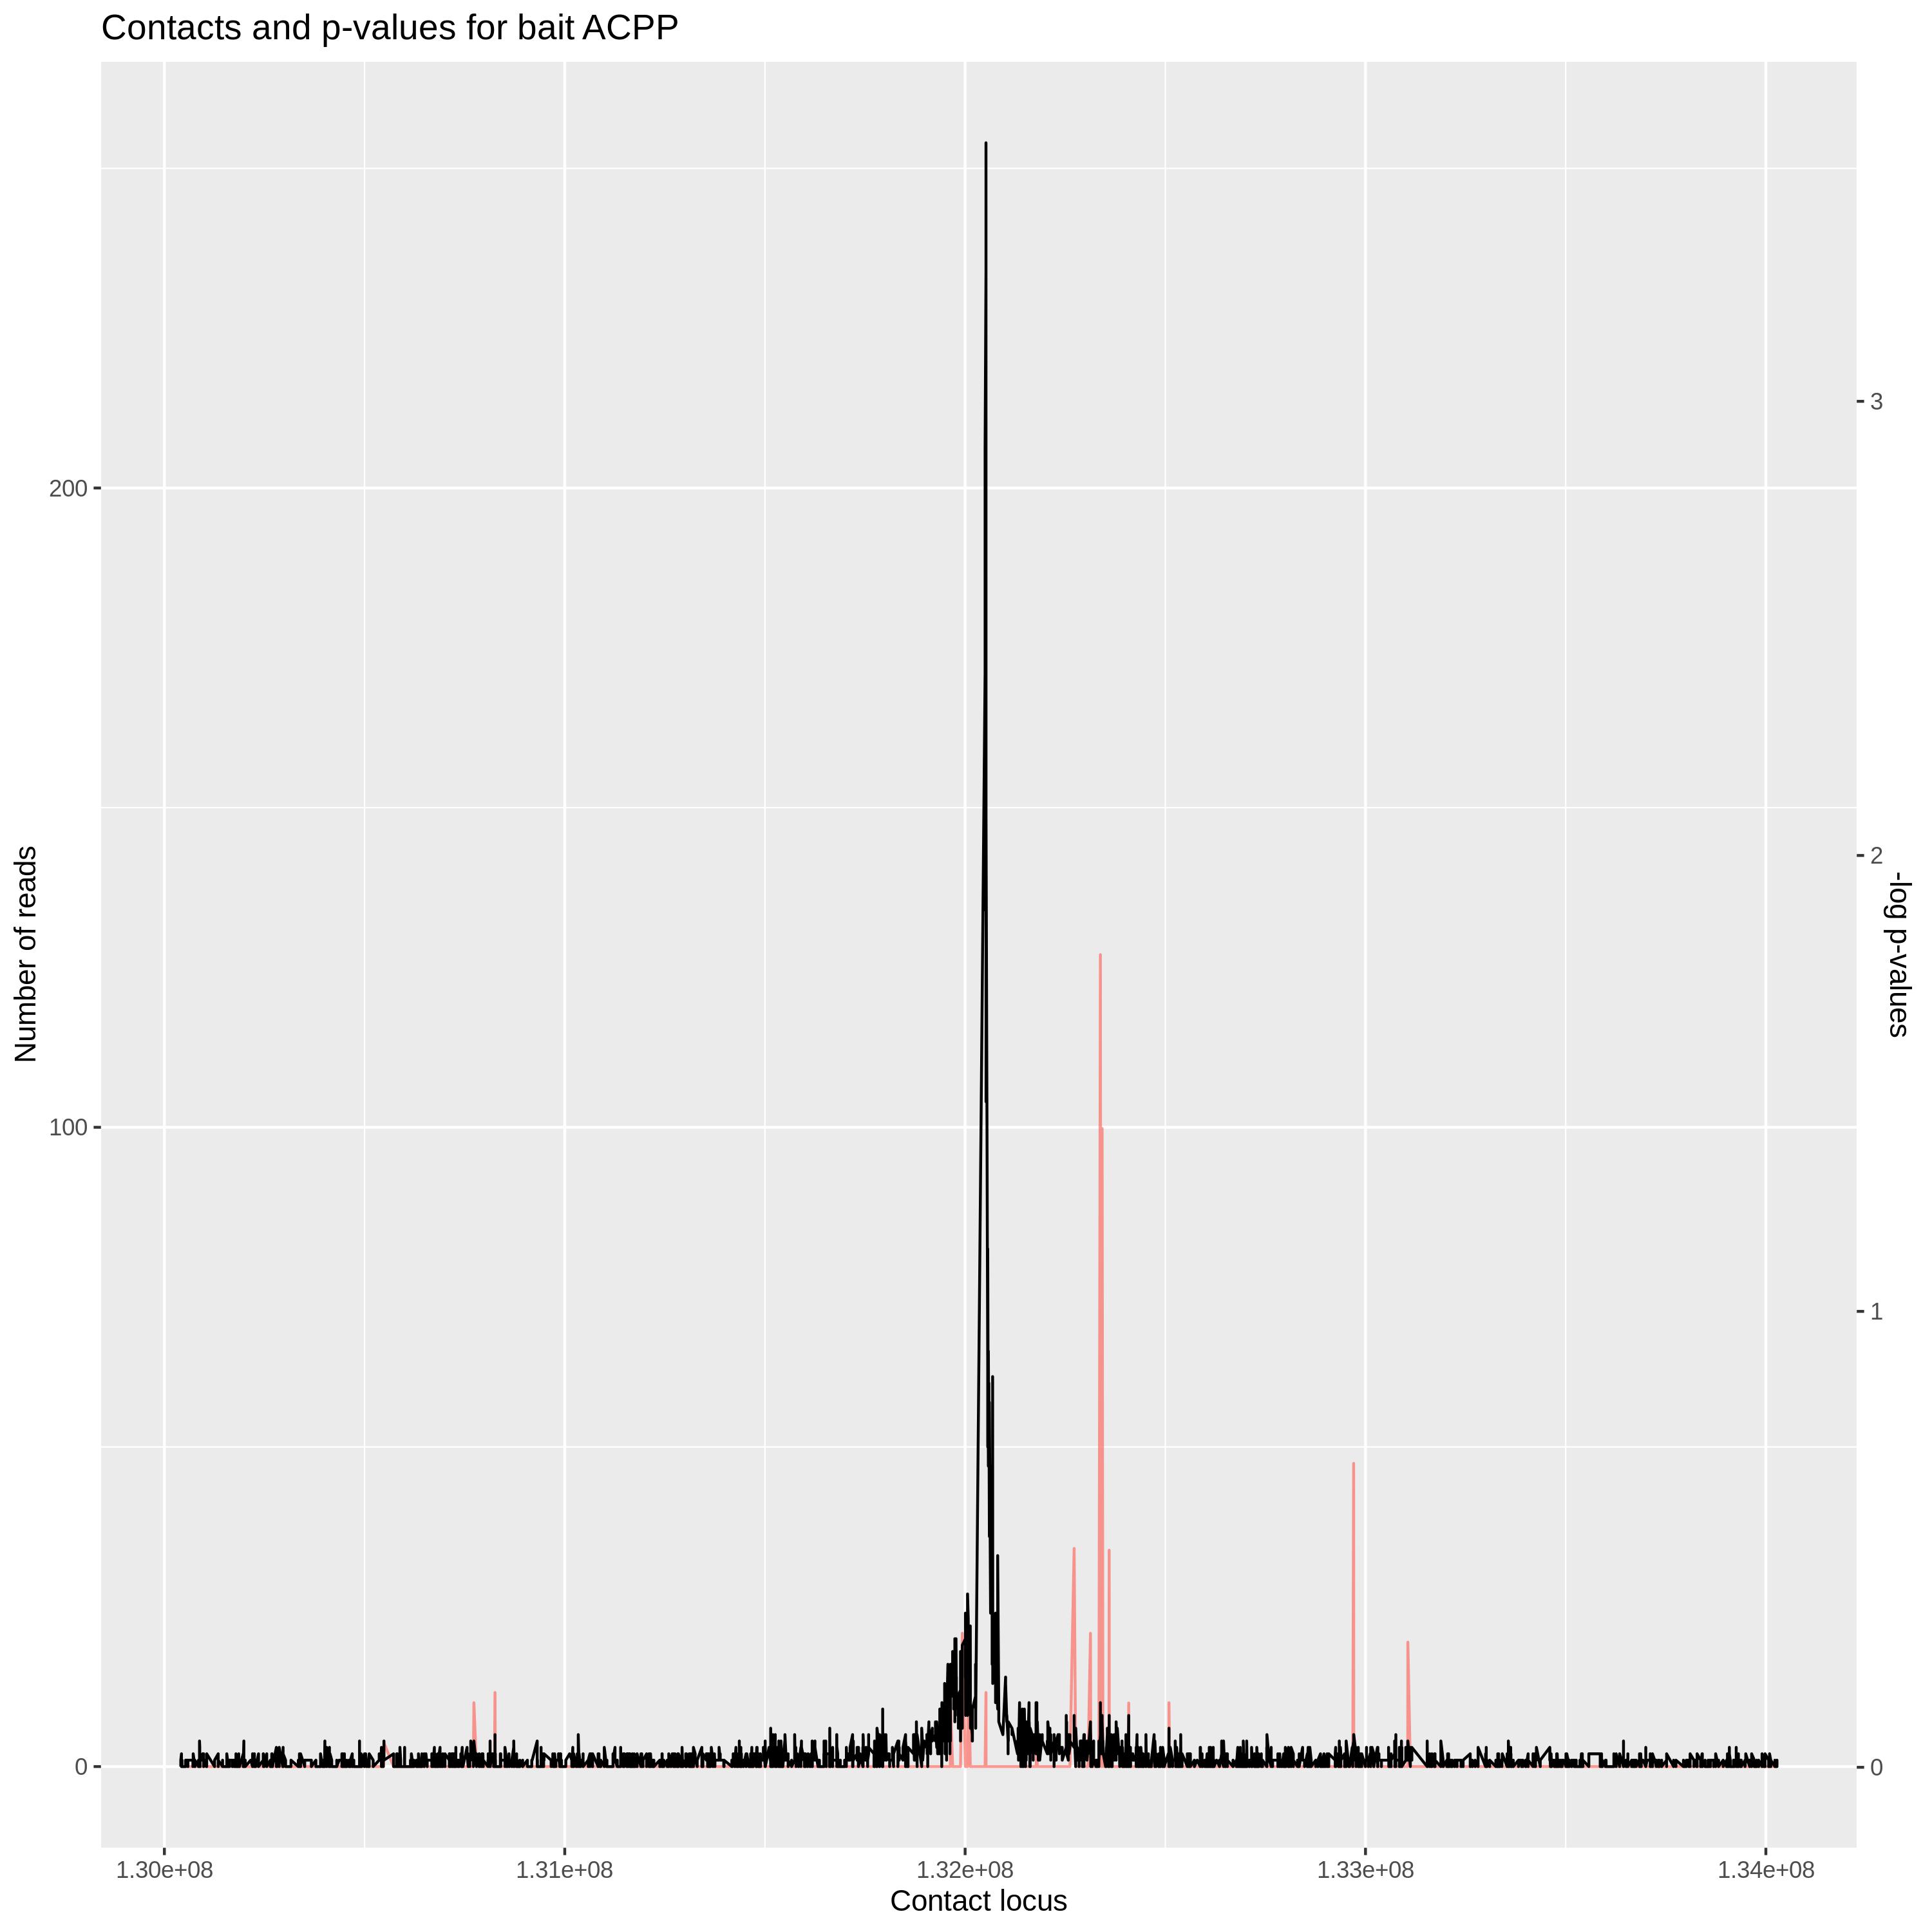 Contacts and p-values for bait ACPP
Number of reads
200
100
0
3
2
1
0
-log p-values
1.30e+08
1.31e+08
1.32e+08
1.33e+08
1.34e+08
Contact locus